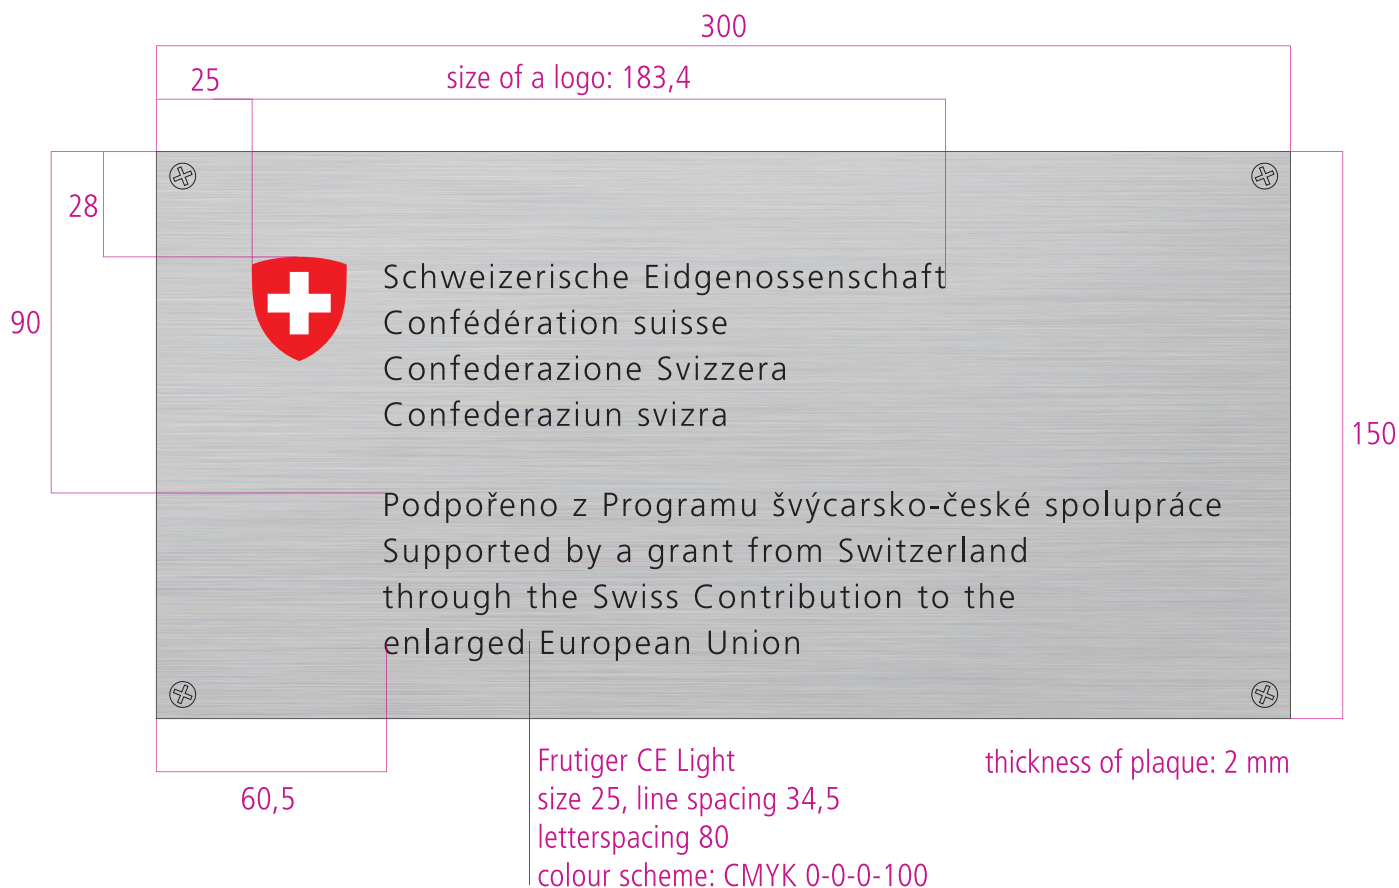 300
25
size of a logo: 183,4
28
90
150
Schweizerische Eidgenossenschaft
Confédération suisse
Confederazione Svizzera
Confederaziun svizra
Podpořeno z Programu švýcarsko-české spolupráce
Supported by a grant from Switzerland
through the Swiss Contribution to the
enlarged European Union
60,5
Frutiger CE Light
size 25, line spacing 34,5
letterspacing 80
colour scheme: CMYK 0-0-0-100
thickness of plaque: 2 mm